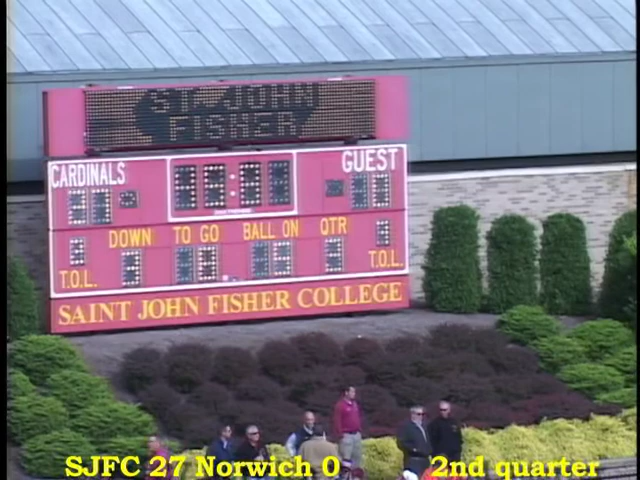 ST. JOHN
FISHER
CARDINALS GUEST
DOWN TO GO BALL ON QTR
T.O.L. T.O.L.
SAINT JOHN FISHER COLLEGE
SJFC 27 Norwich 0 2nd quarter